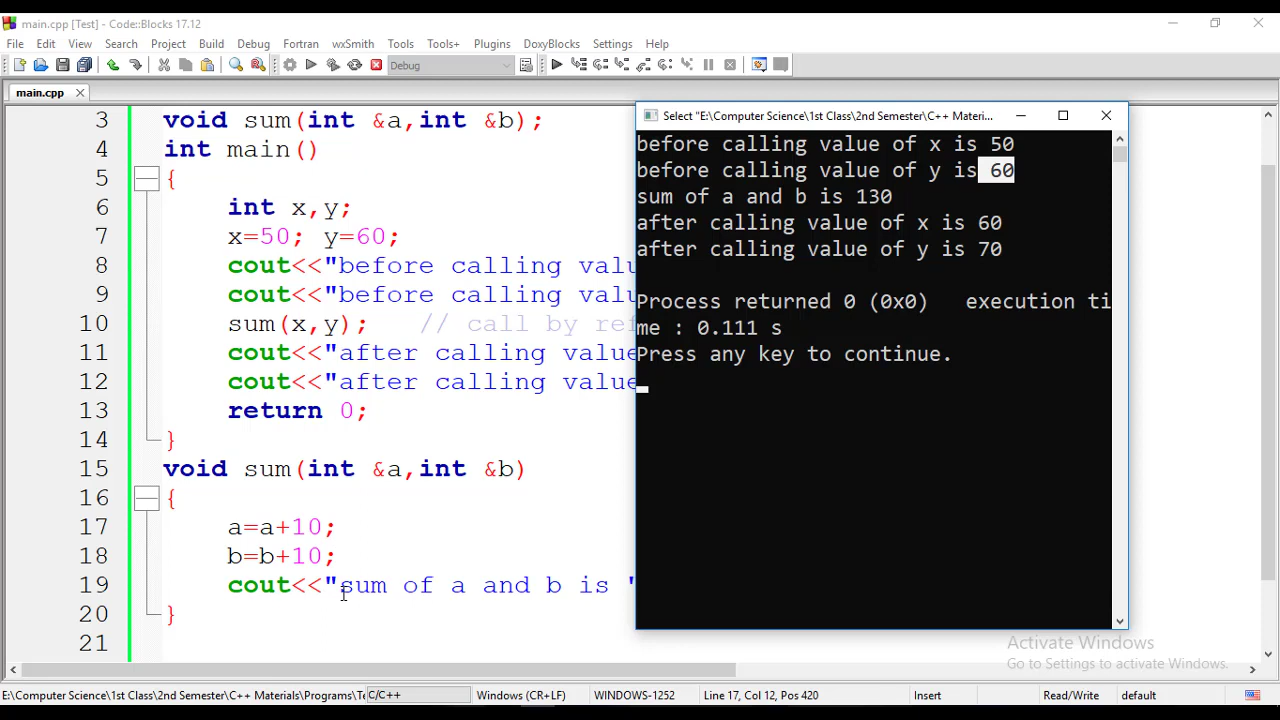 main.cpp [Test] - Code::Blocks 17.12
File Edit View Search Project Build Debug Fortran wxSmith Tools Tools+ Plugins DoxyBlocks Settings Help
Debug
main.cpp
3 void sum(int &a,int &b);
4 int main()
5 {
6 int x,y;
7 x=50; y=60;
8 cout<<"before calling valu
9 cout<<"before calling valu
10 sum(x,y); // call by ref
11 cout<<"after calling value
12 cout<<"after calling value
13 return 0;
14 }
15 void sum(int &a,int &b)
16 {
17 a=a+10;
18 b=b+10;
19 cout<<"sum of a and b is "
20 }
21
Select "E:\Computer Science\1st Class\2nd Semester\C++ Materi...
before calling value of x is 50
before calling value of y is 60
sum of a and b is 130
after calling value of x is 60
after calling value of y is 70
Process returned 0 (0x0) execution ti
me : 0.111 s
Press any key to continue.
Activate Windows
Go to Settings to activate Windows.
E:\Computer Science\1st Class\2nd Semester\C++ Materials\Programs\Te C/C++ Windows (CR+LF) WINDOWS-1252 Line 17, Col 12, Pos 420 Insert Read/Write default